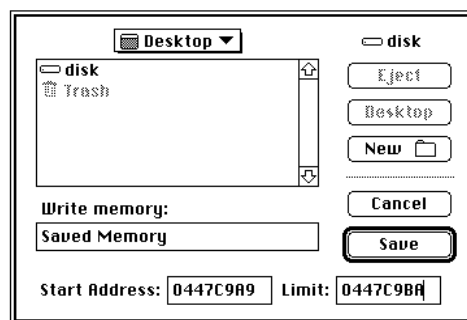 Desktop
disk
disk
Trash
Eject
Desktop
New
Write memory:
Saved Memory
Cancel
Save
Start Address: 0447C9A9 Limit: 0447C9BA